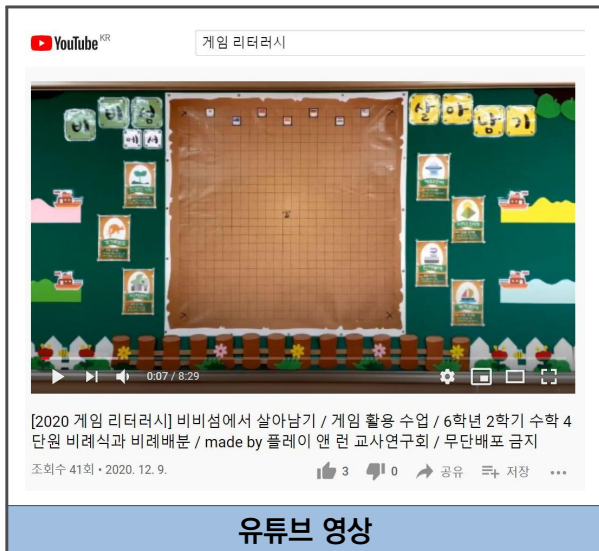 YouTube KR
게임 리터러시
비비섬
에서
살아남기
0:07 / 8:29
[2020 게임 리터러시] 비비섬에서 살아남기 / 게임 활용 수업 / 6학년 2학기 수학 4
단원 비례식과 비례배분 / made by 플레이 앤 런 교사연구회 / 무단배포 금지
조회수 41회 • 2020. 12. 9.
3
0
공유
저장
유튜브 영상